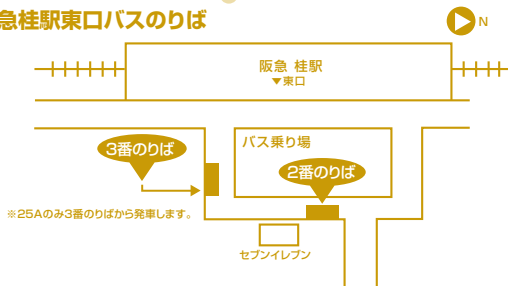 急桂駅東口バスのりば
N
阪急 桂駅
▼東口
バス乗り場
3番のりば
2番のりば
※25Aのみ3番のりばから発車します。
セブンイレブン